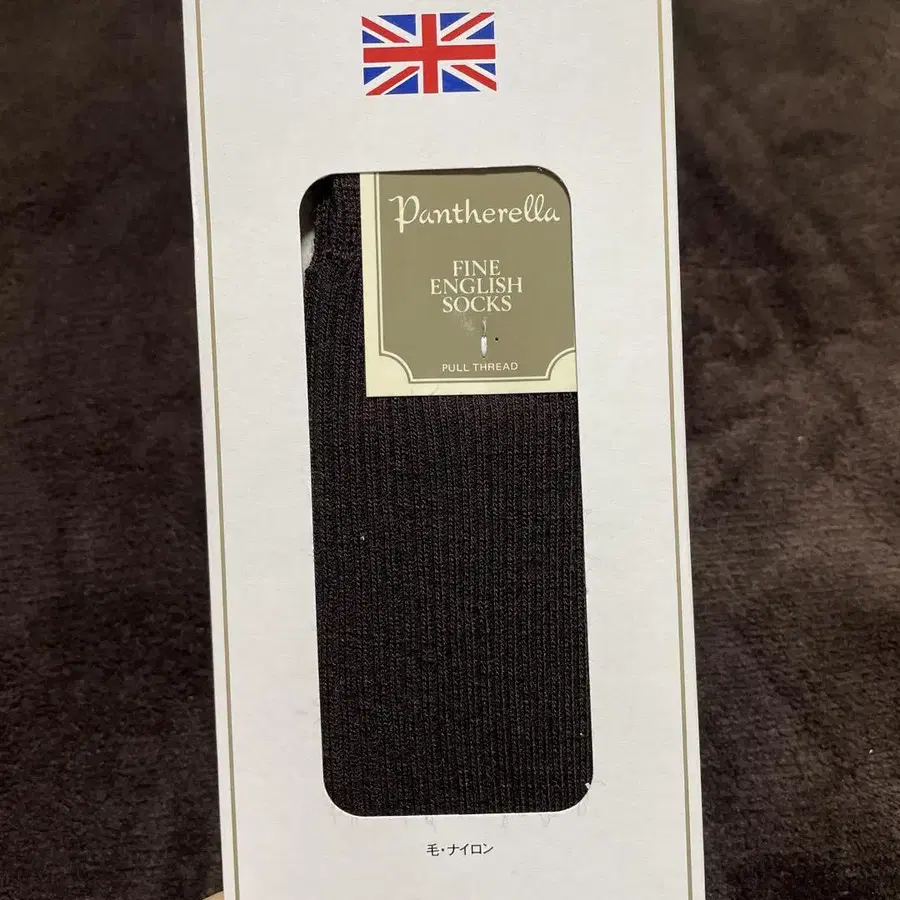 Pantherella
FINE
ENGLISH
SOCKS
PULL THREAD
毛・ナイロン